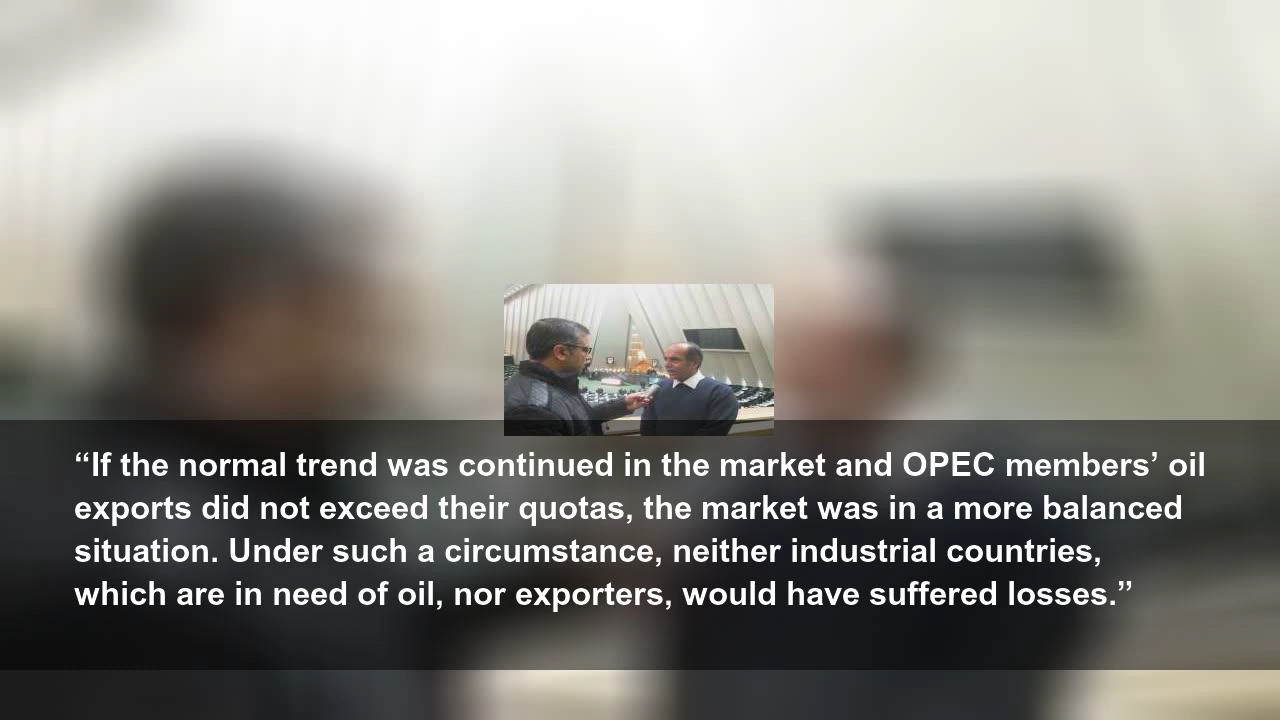 “If the normal trend was continued in the market and OPEC members’ oil
exports did not exceed their quotas, the market was in a more balanced
situation. Under such a circumstance, neither industrial countries,
which are in need of oil, nor exporters, would have suffered losses.”